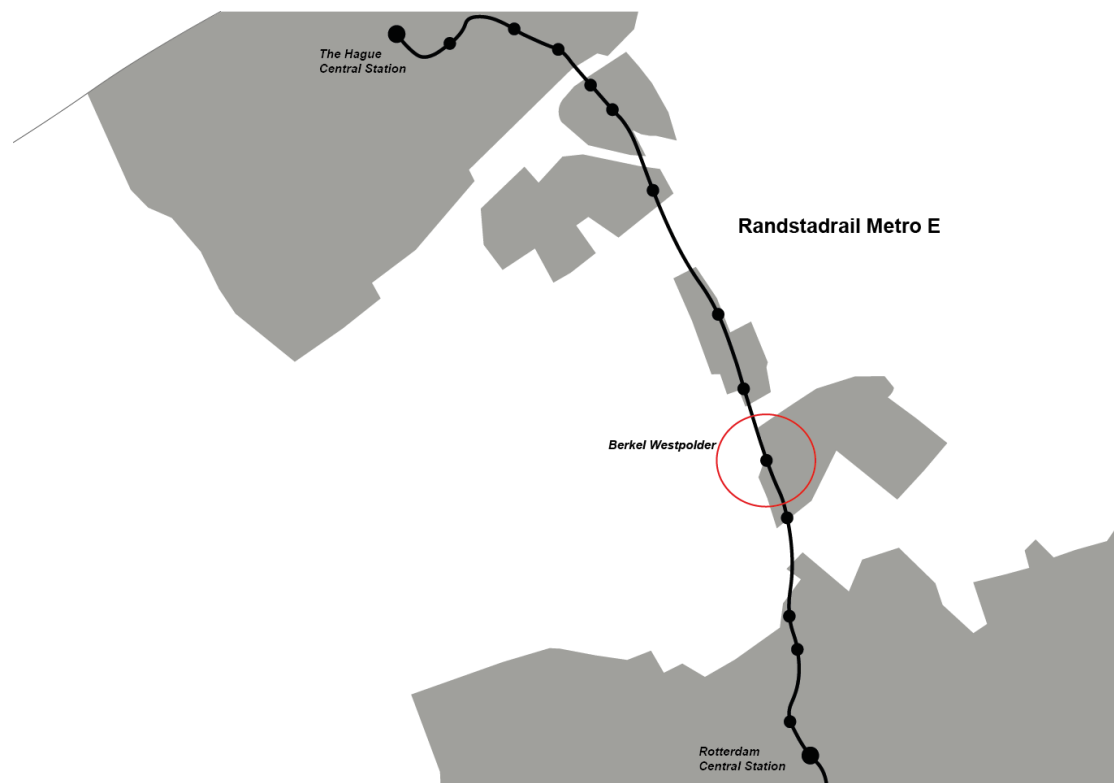 The Hague
Central Station
Randstadrail Metro E
Berkel Westpolder
Rotterdam
Central Station